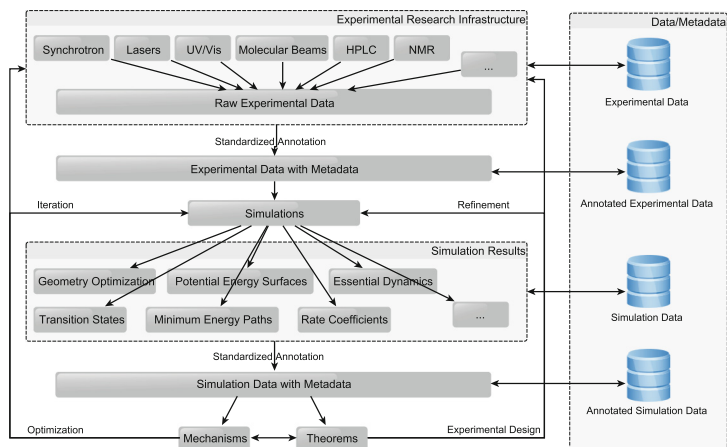 Experimental Research Infrastructure
Data/Metadata
Synchrotron
Lasers
UV/Vis
Molecular Beams
HPLC
NMR
...
Raw Experimental Data
Experimental Data
Standardized Annotation
Experimental Data with Metadata
Annotated Experimental Data
Iteration
Simulations
Refinement
Simulation Results
Geometry Optimization
Potential Energy Surfaces
Essential Dynamics
Transition States
Minimum Energy Paths
Rate Coefficients
...
Simulation Data
Standardized Annotation
Simulation Data with Metadata
Annotated Simulation Data
Optimization
Mechanisms
Theorems
Experimental Design